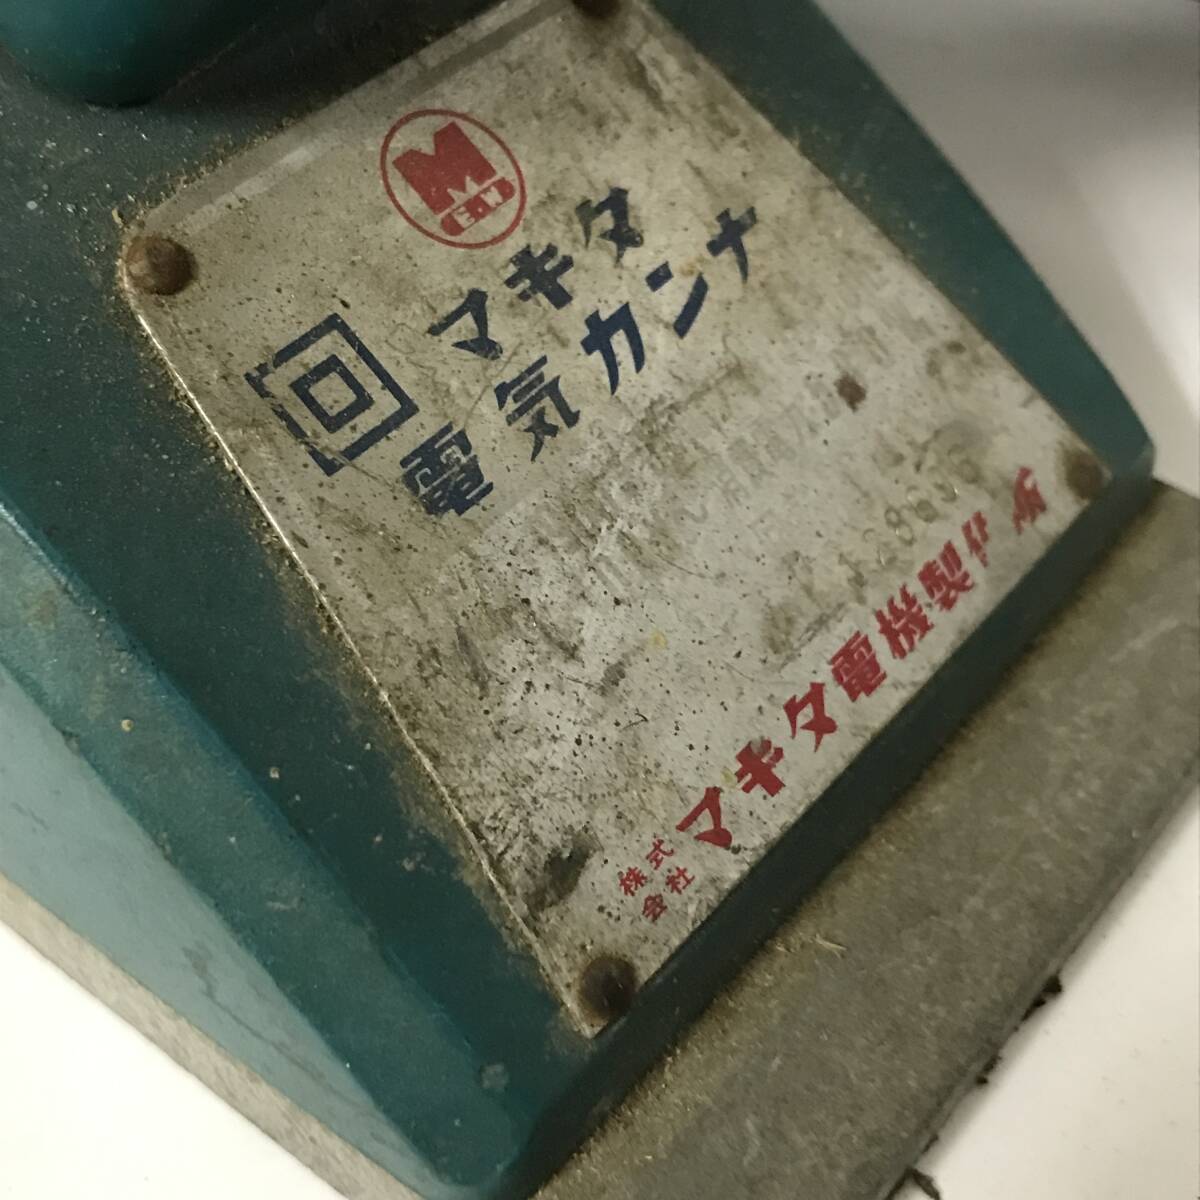 M
E.W.
マキタ
電気カンナ
株式
会社
マキタ電機製作所